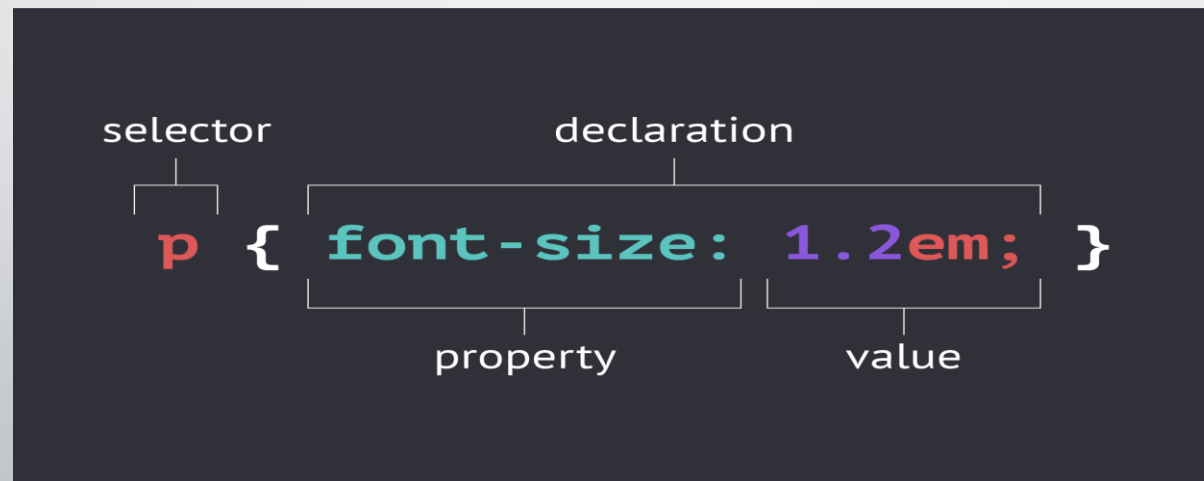 selector declaration
p { font-size: 1.2em; }
property value